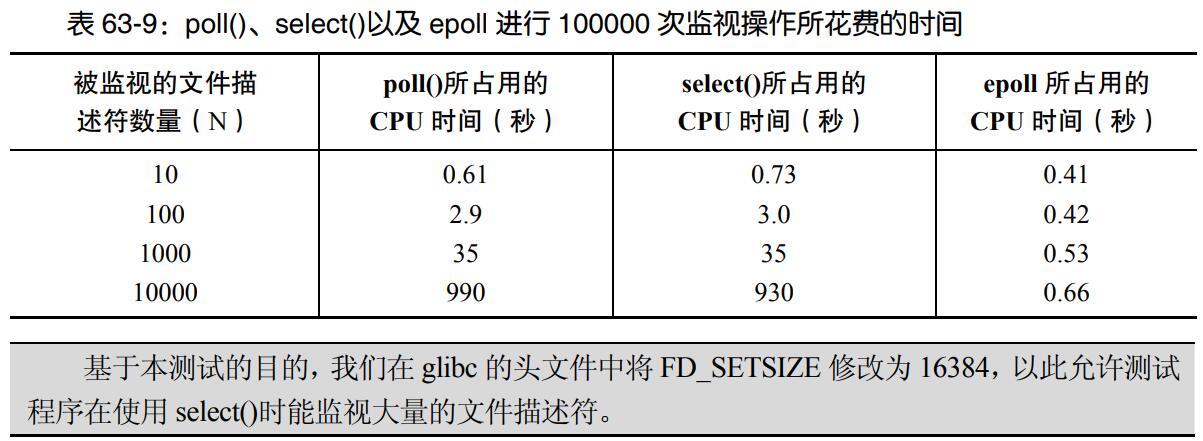 表 63-9：poll()、select()以及 epoll 进行 100000 次监视操作所花费的时间
被监视的文件描述符数量（N） poll()所占用的 CPU 时间（秒） select()所占用的 CPU 时间（秒） epoll 所占用的 CPU 时间（秒）
10 0.61 0.73 0.41
100 2.9 3.0 0.42
1000 35 35 0.53
10000 990 930 0.66
基于本测试的目的，我们在 glibc 的头文件中将 FD_SETSIZE 修改为 16384，以此允许测试
程序在使用 select()时能监视大量的文件描述符。